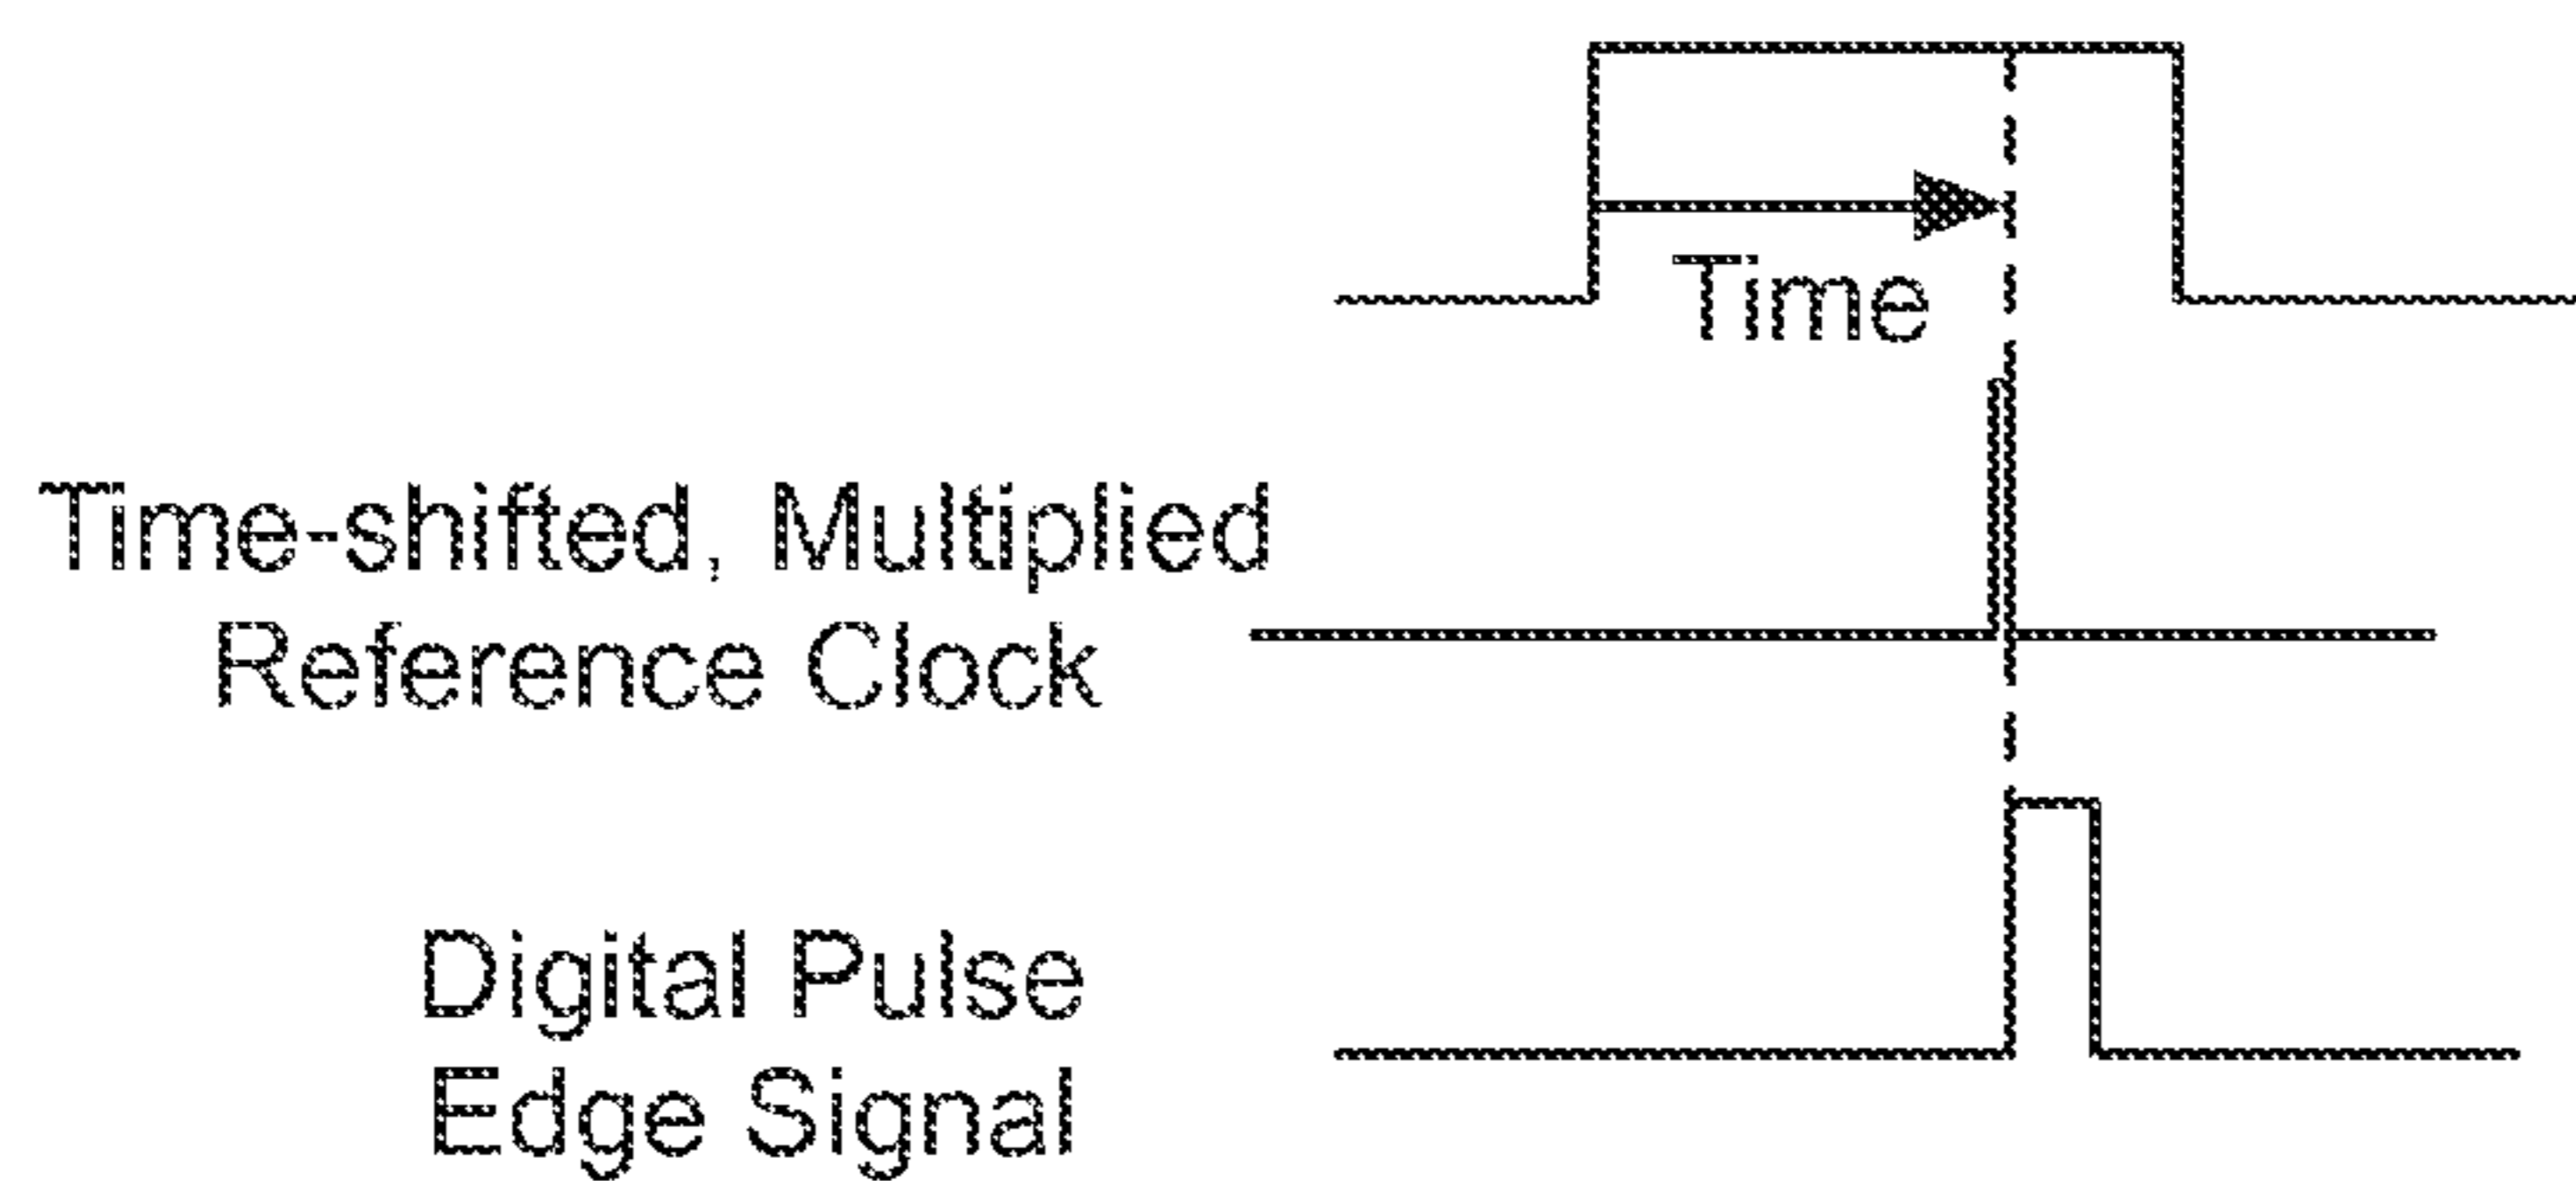 Time
Time-shifted, Multiplied
Reference Clock
Digital Pulse
Edge Signal